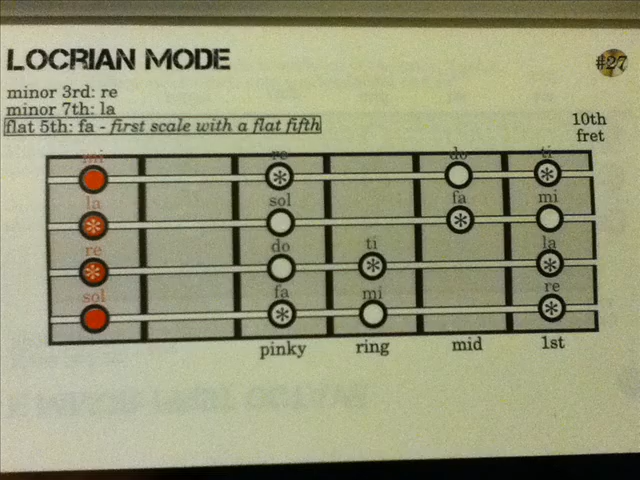 LOCRIAN MODE
#27
minor 3rd: re
minor 7th: la
flat 5th: fa - first scale with a flat fifth
10th
fret
mi re do ti
la sol fa mi
re do ti la
sol fa mi re
pinky ring mid 1st